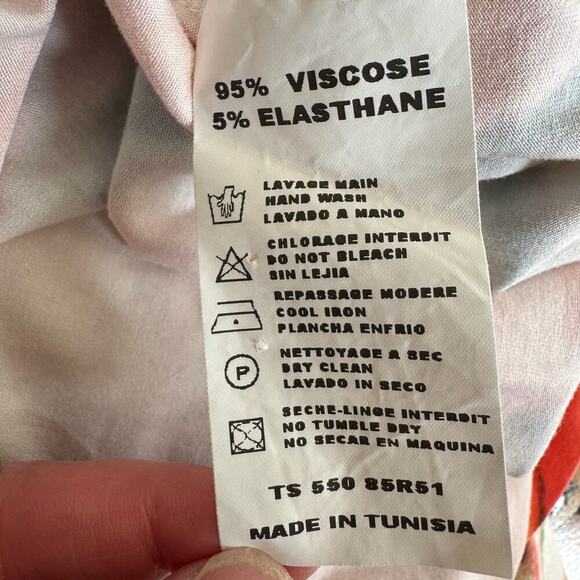 95% VISCOSE
5% ELASTHANE
LAVAGE MAIN
HAND WASH
LAVADO A MANO
CHLORAGE INTERDIT
DO NOT BLEACH
SIN LEJIA
REPASSAGE MODERE
COOL IRON
PLANCHA ENFRIO
P
NETTOYAGE A SEC
DRY CLEAN
LAVADO IN SECO
SECHE-LINGE INTERDIT
NO TUMBLE DRY
NO SECAR EN MAQUINA
TS 550 85R51
MADE IN TUNISIA